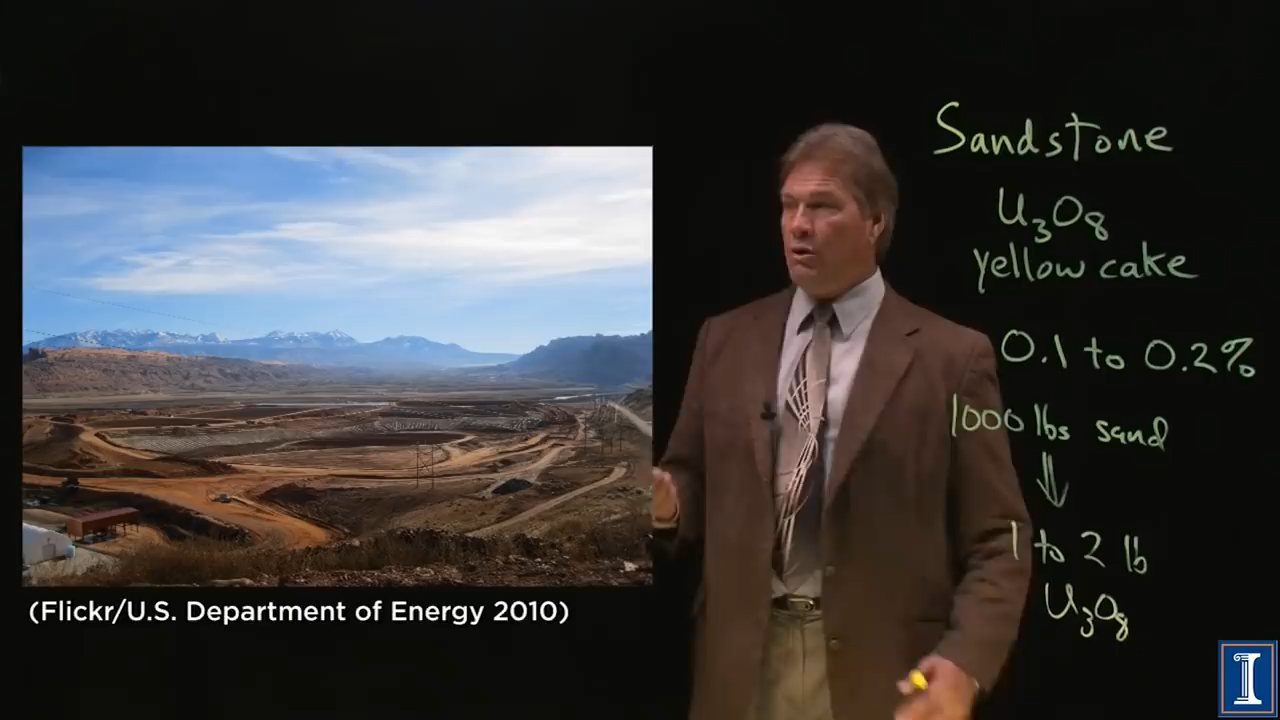 Sandstone
U₃O₈
yellow cake
0.1 to 0.2%
1000 lbs sand
⇓
1 to 2 lb
U₃O₈
(Flickr/U.S. Department of Energy 2010)
I